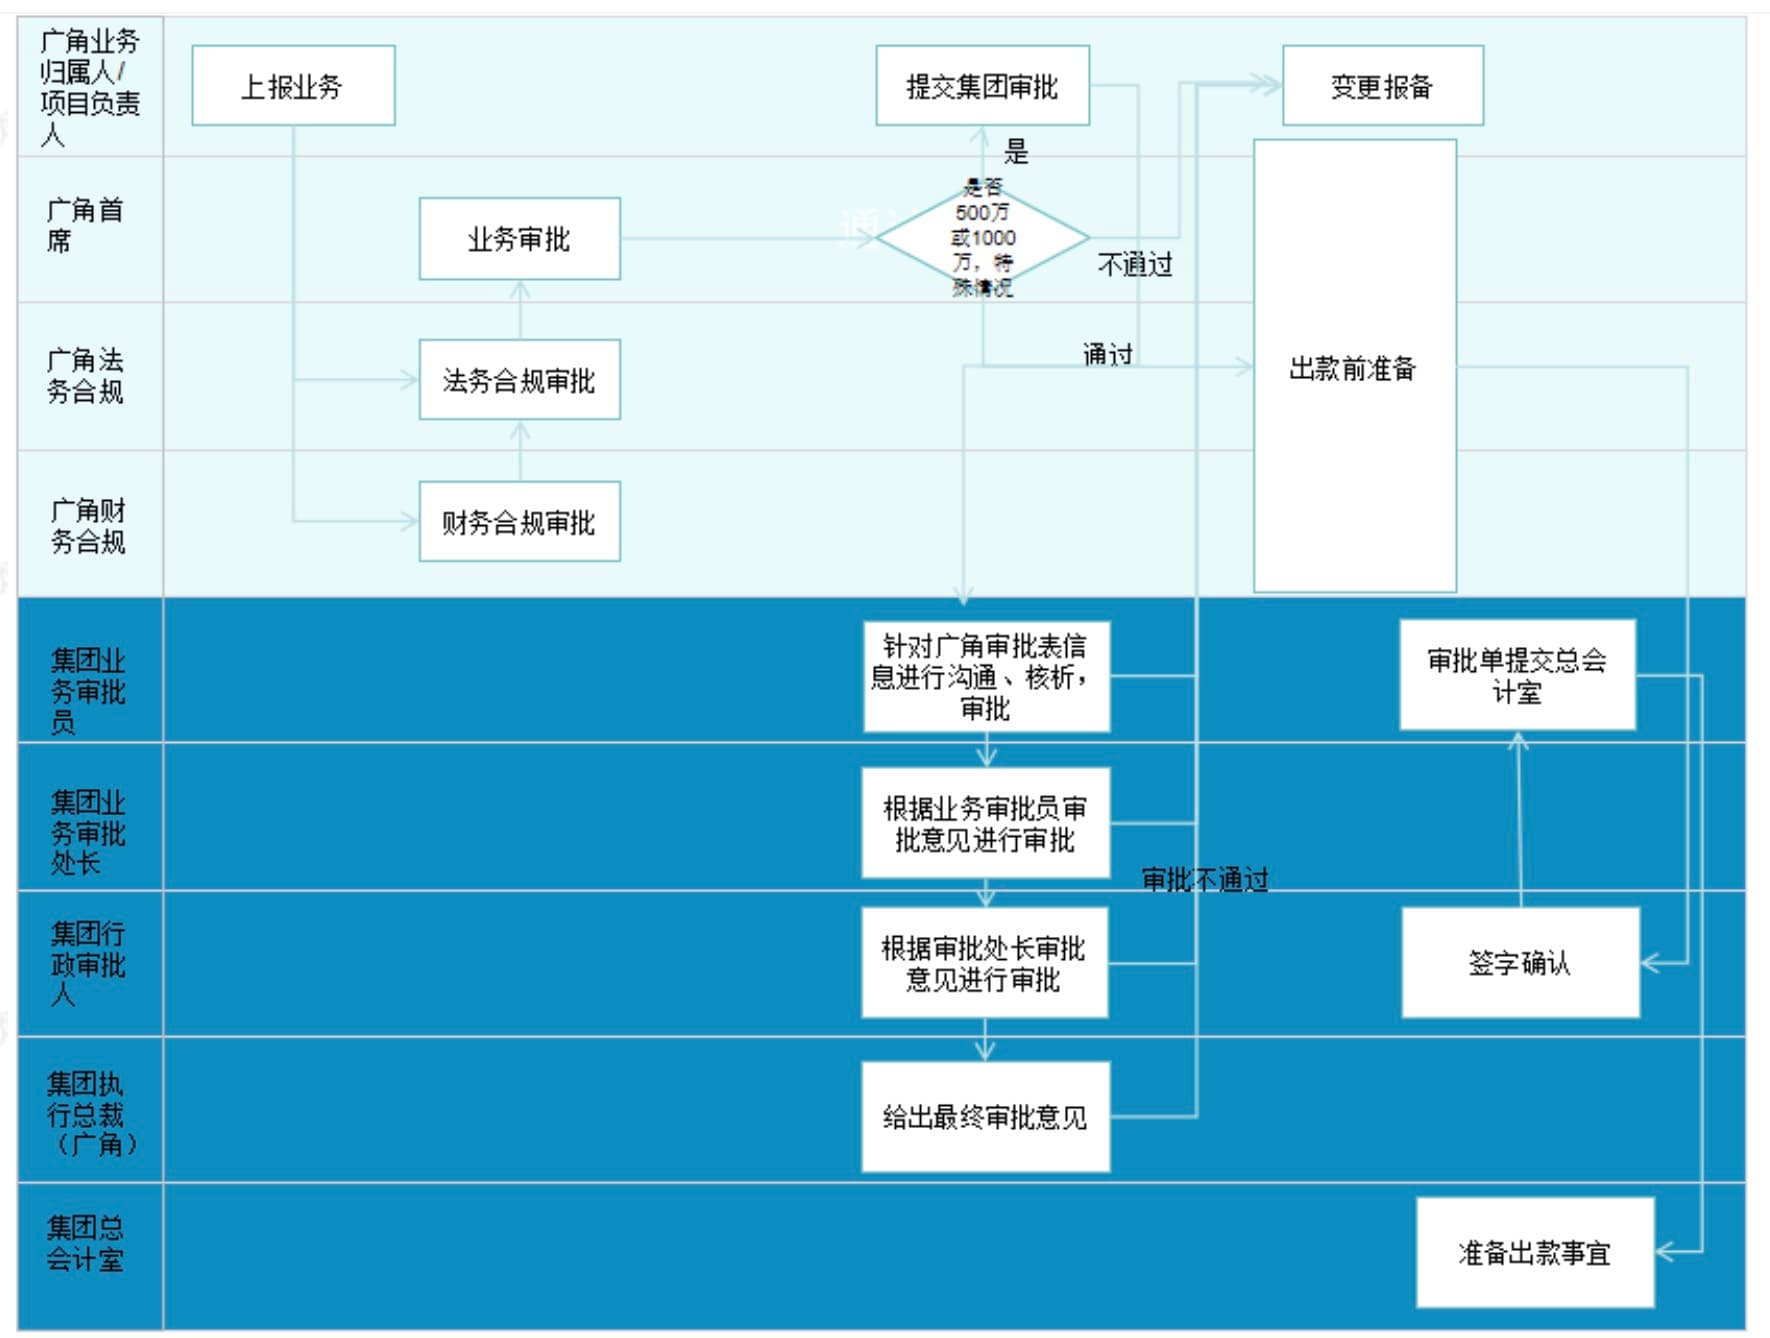 广角业务
归属人/
项目负责
人
上报业务
提交集团审批
变更报备
是
广角首
席
业务审批
是否
500万
或1000
万，特
殊情况
不通过
广角法
务合规
法务合规审批
通过
出款前准备
广角财
务合规
财务合规审批
集团业
务审批
员
针对广角审批表信
息进行沟通、核析，
审批
审批单提交总会
计室
集团业
务审批
处长
根据业务审批员审
批意见进行审批
审批不通过
集团行
政审批
人
根据审批处长审批
意见进行审批
签字确认
集团执
行总裁
（广角）
给出最终审批意见
集团总
会计室
准备出款事宜